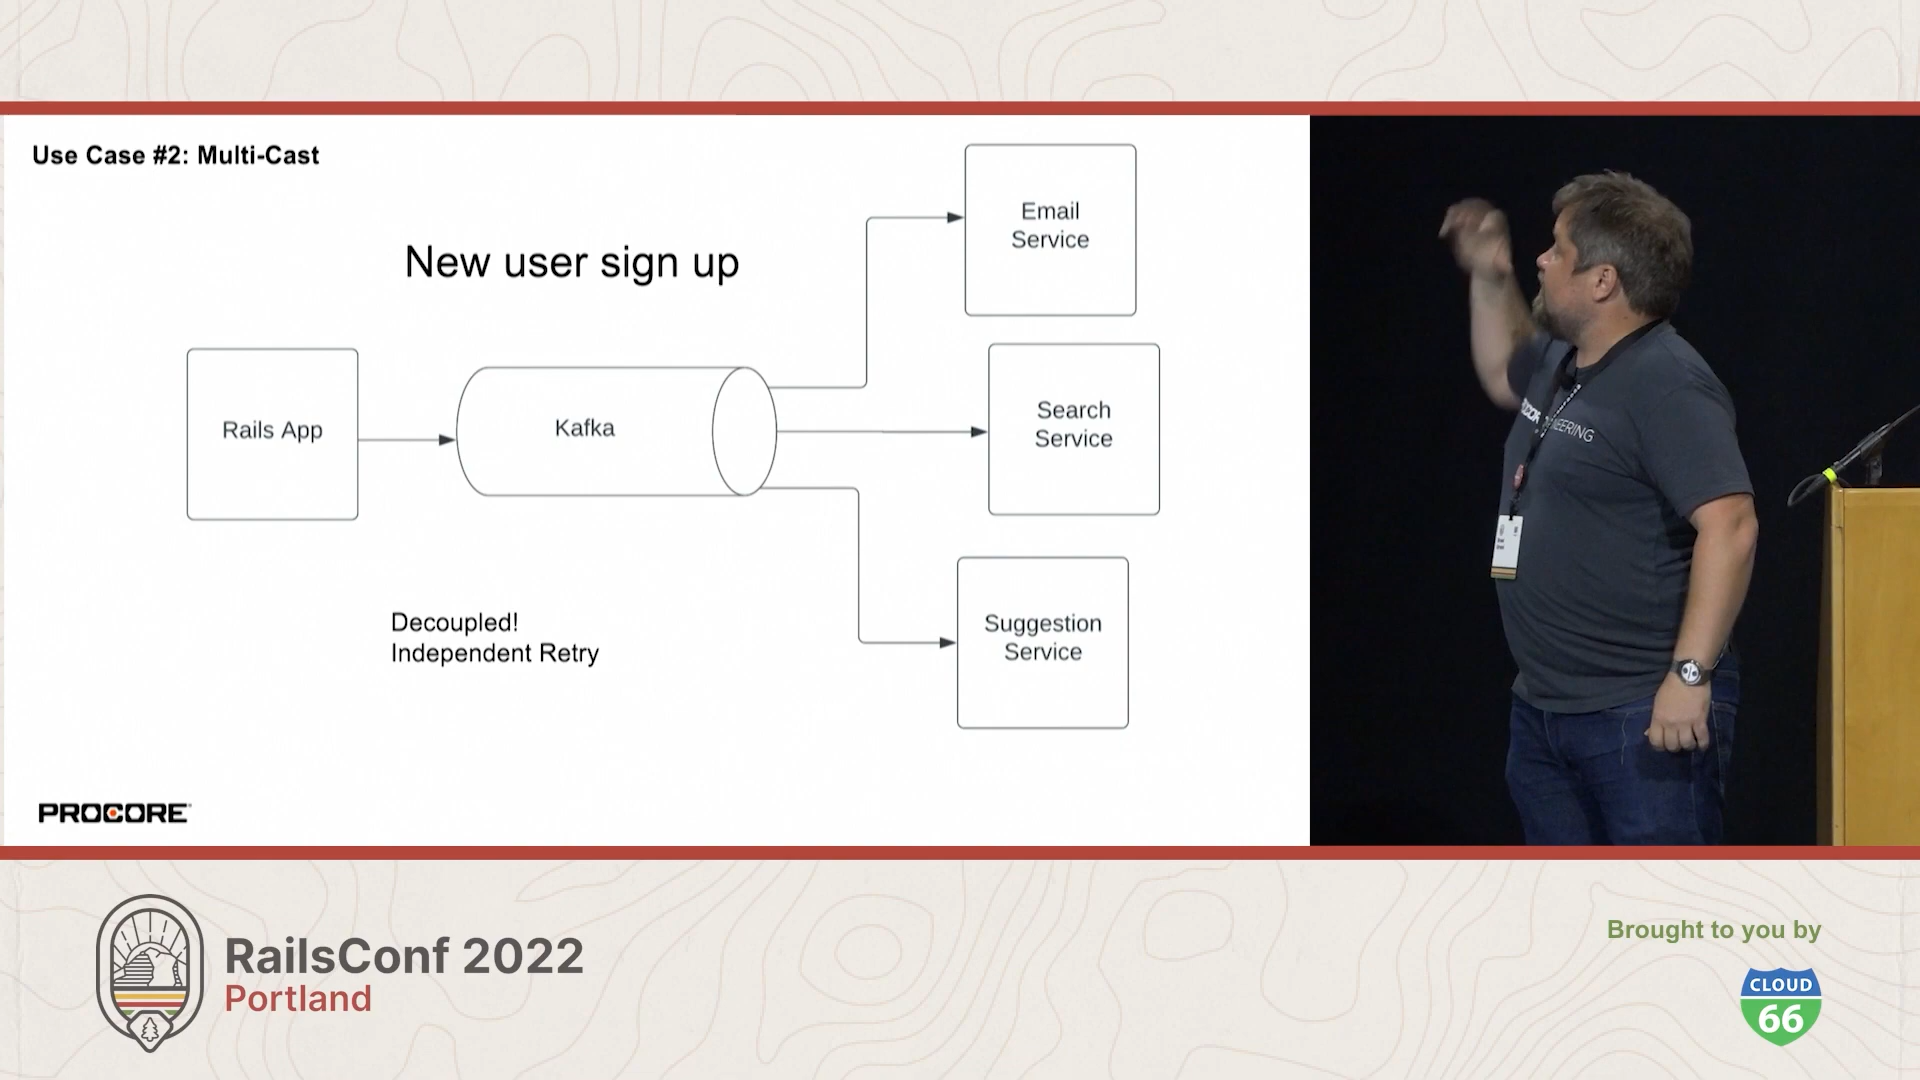 Use Case #2: Multi-Cast
New user sign up
Email
Service
Rails App
Kafka
Search
Service
Suggestion
Service
Decoupled!
Independent Retry
PROCORE
RailsConf 2022
Portland
Brought to you by
CLOUD
66